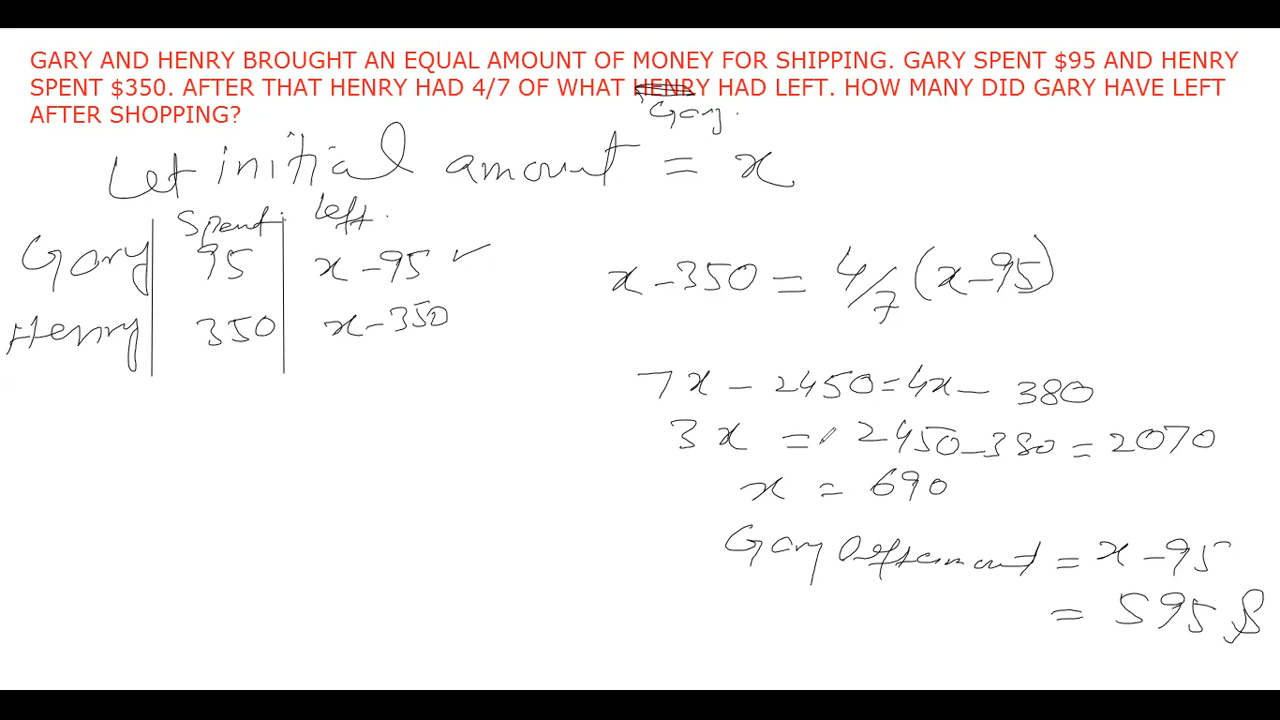 GARY AND HENRY BROUGHT AN EQUAL AMOUNT OF MONEY FOR SHIPPING. GARY SPENT $95 AND HENRY
SPENT $350. AFTER THAT HENRY HAD 4/7 OF WHAT HENRY HAD LEFT. HOW MANY DID GARY HAVE LEFT
Gary.
AFTER SHOPPING?
Let initial amount = x
Spent left.
Gary 95 x - 95 ✓
Henry 350 x - 350
x - 350 = 4/7 (x - 95)
7x - 2450 = 4x - 380
3x = 2450 - 380 = 2070
x = 690
Gary left amount = x - 95
= 595 $